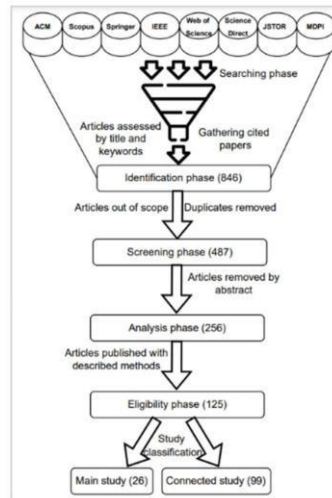 ACM
Scopus
Springer
IEEE
Web of
Science
Science
Direct
JSTOR
MDPI
Searching phase
Articles assessed
by title and
keywords
Gathering cited
papers
Identification phase (846)
Articles out of scope
Duplicates removed
Screening phase (487)
Articles removed by
abstract
Analysis phase (256)
Articles published with
described methods
Eligibility phase (125)
Study
classification
Main study (26)
Connected study (99)